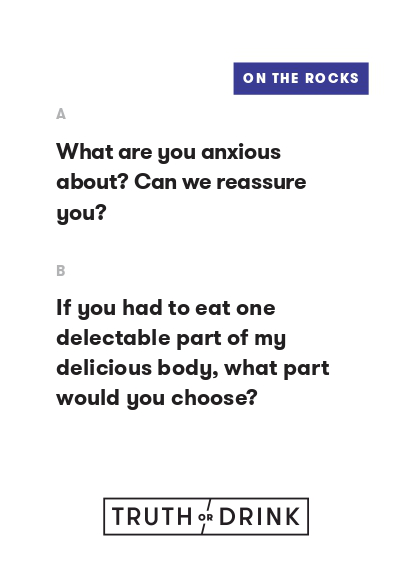 ON THE ROCKS
A
What are you anxious
about? Can we reassure
you?
B
If you had to eat one
delectable part of my
delicious body, what part
would you choose?
TRUTH OR DRINK